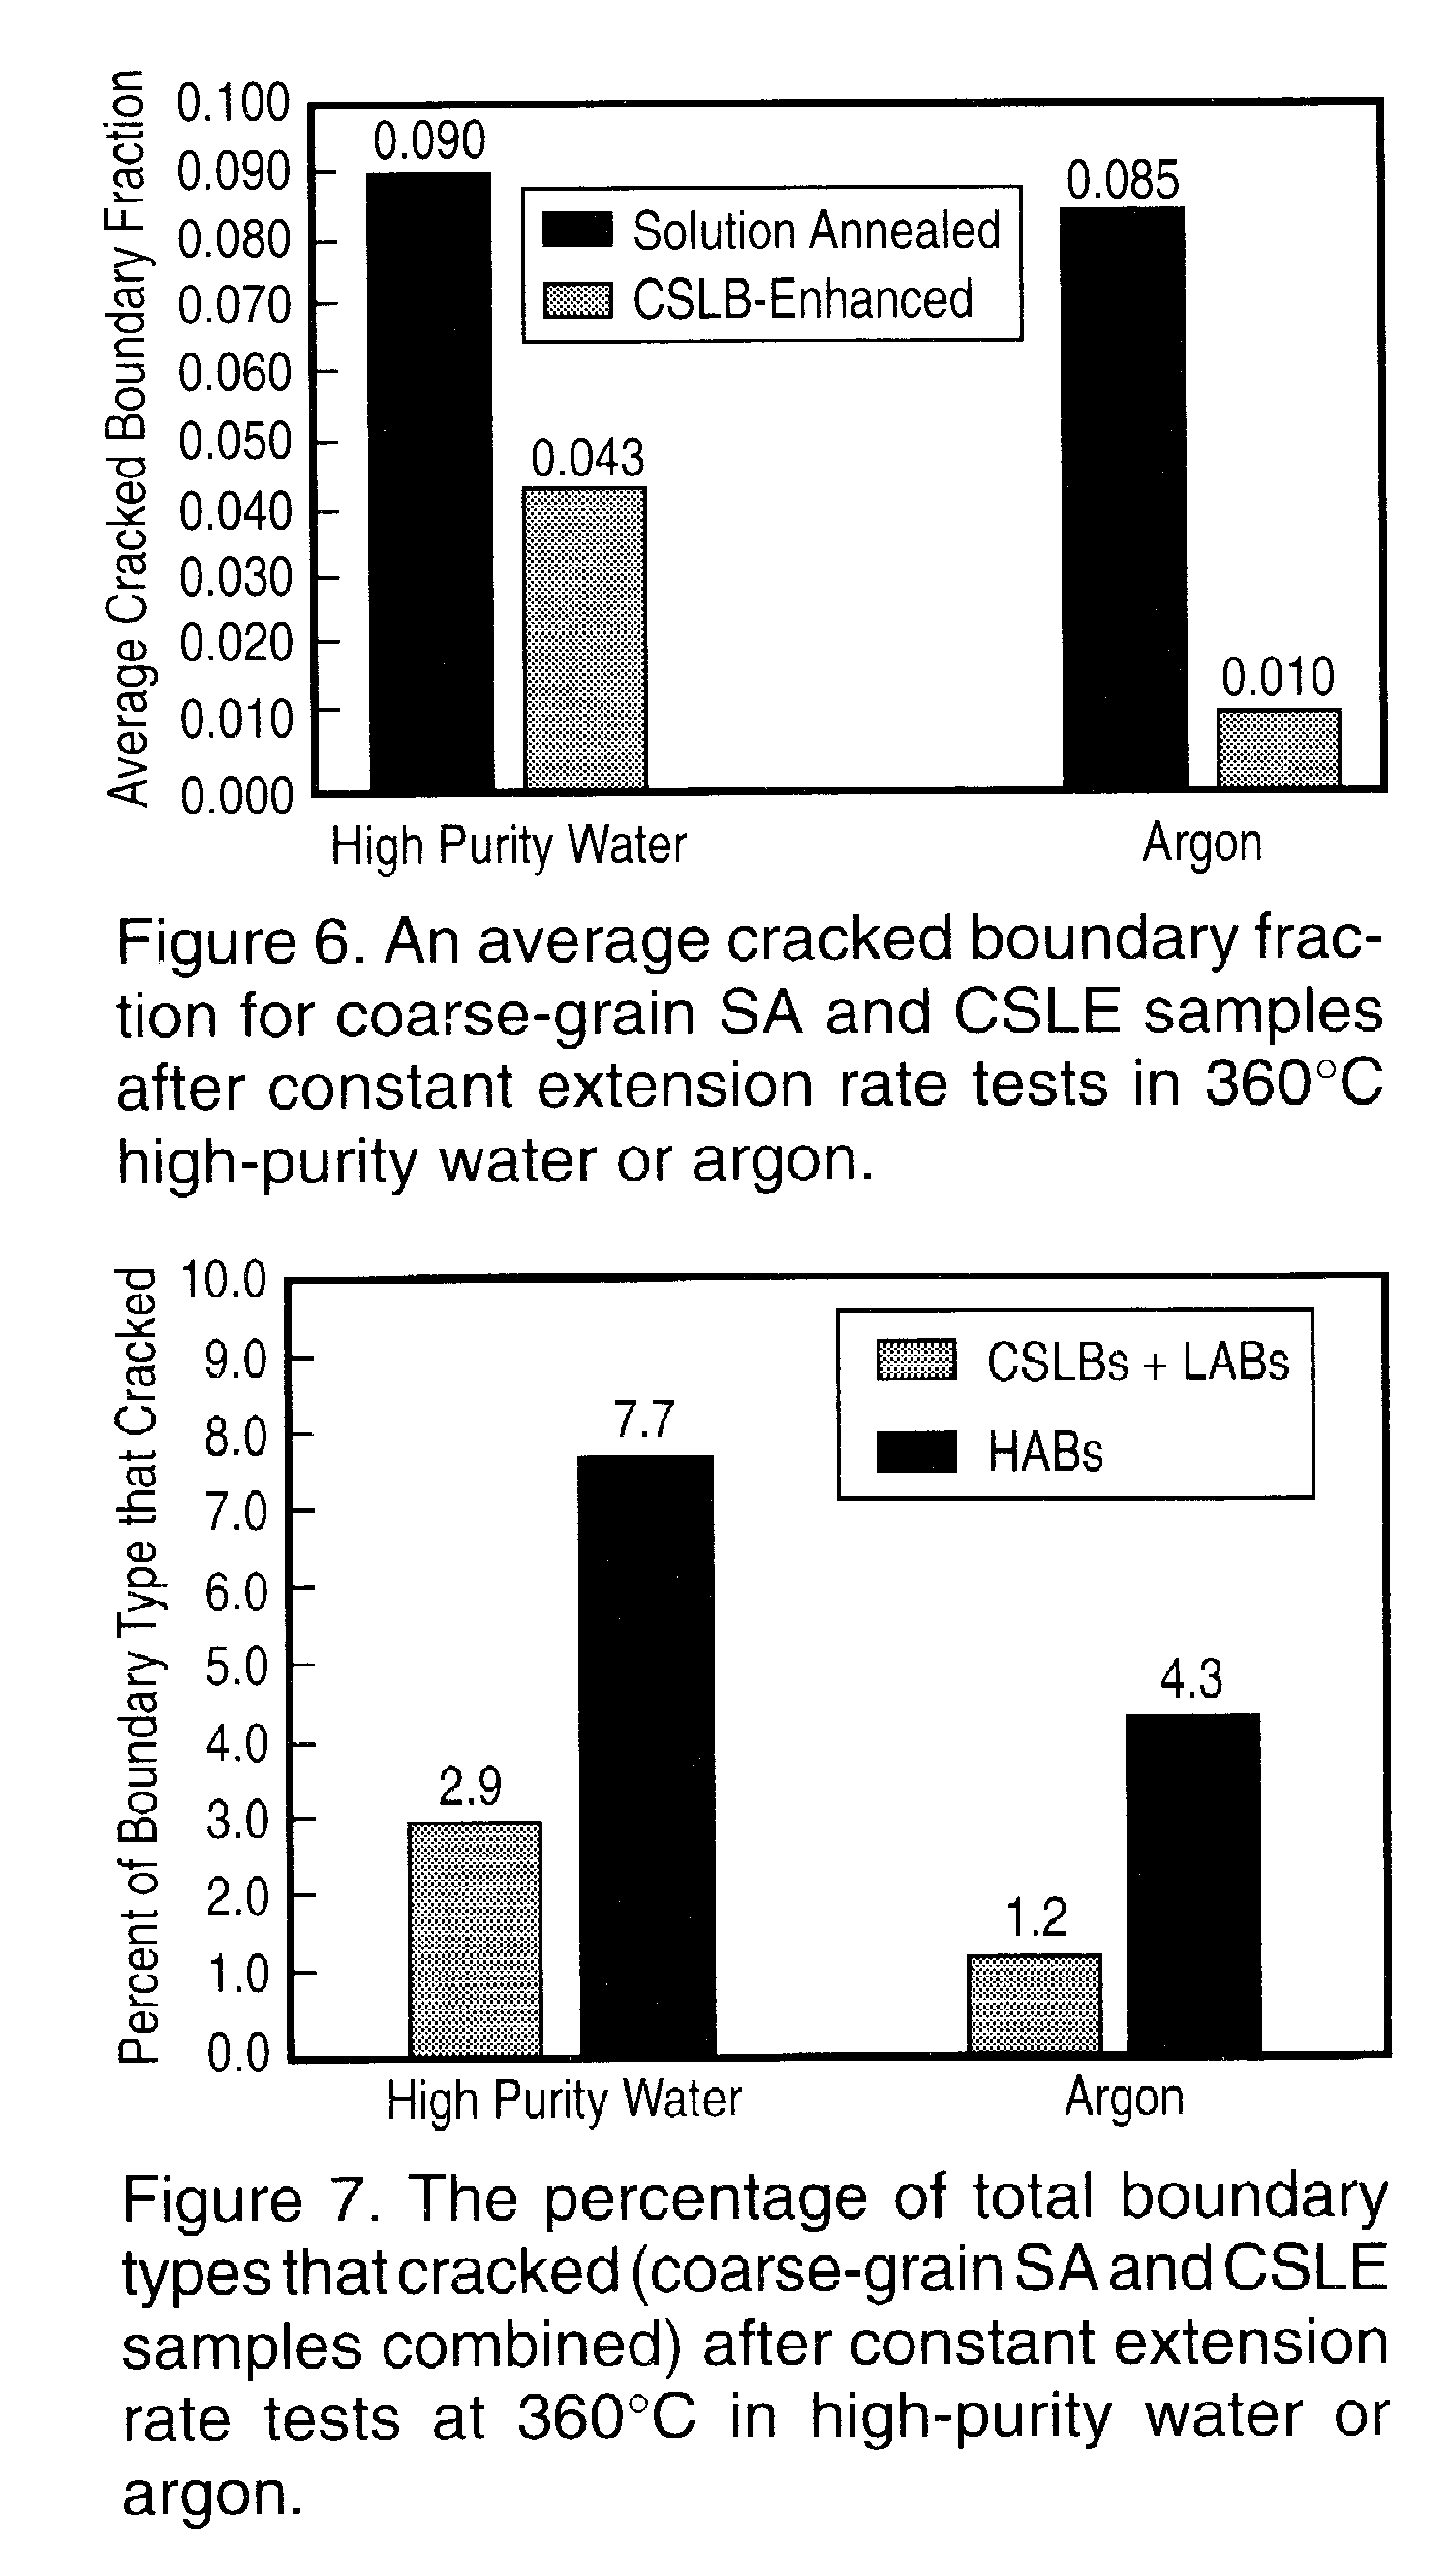 Average Cracked Boundary Fraction
0.100
0.090
0.080
0.070
0.060
0.050
0.040
0.030
0.020
0.010
0.000
0.090
0.043
0.085
0.010
Solution Annealed
CSLB-Enhanced
High Purity Water
Argon
Figure 6. An average cracked boundary frac-
tion for coarse-grain SA and CSLE samples
after constant extension rate tests in 360°C
high-purity water or argon.
Percent of Boundary Type that Cracked
10.0
9.0
8.0
7.0
6.0
5.0
4.0
3.0
2.0
1.0
0.0
2.9
7.7
1.2
4.3
CSLBs + LABs
HABs
High Purity Water
Argon
Figure 7. The percentage of total boundary
types that cracked (coarse-grain SA and CSLE
samples combined) after constant extension
rate tests at 360°C in high-purity water or
argon.